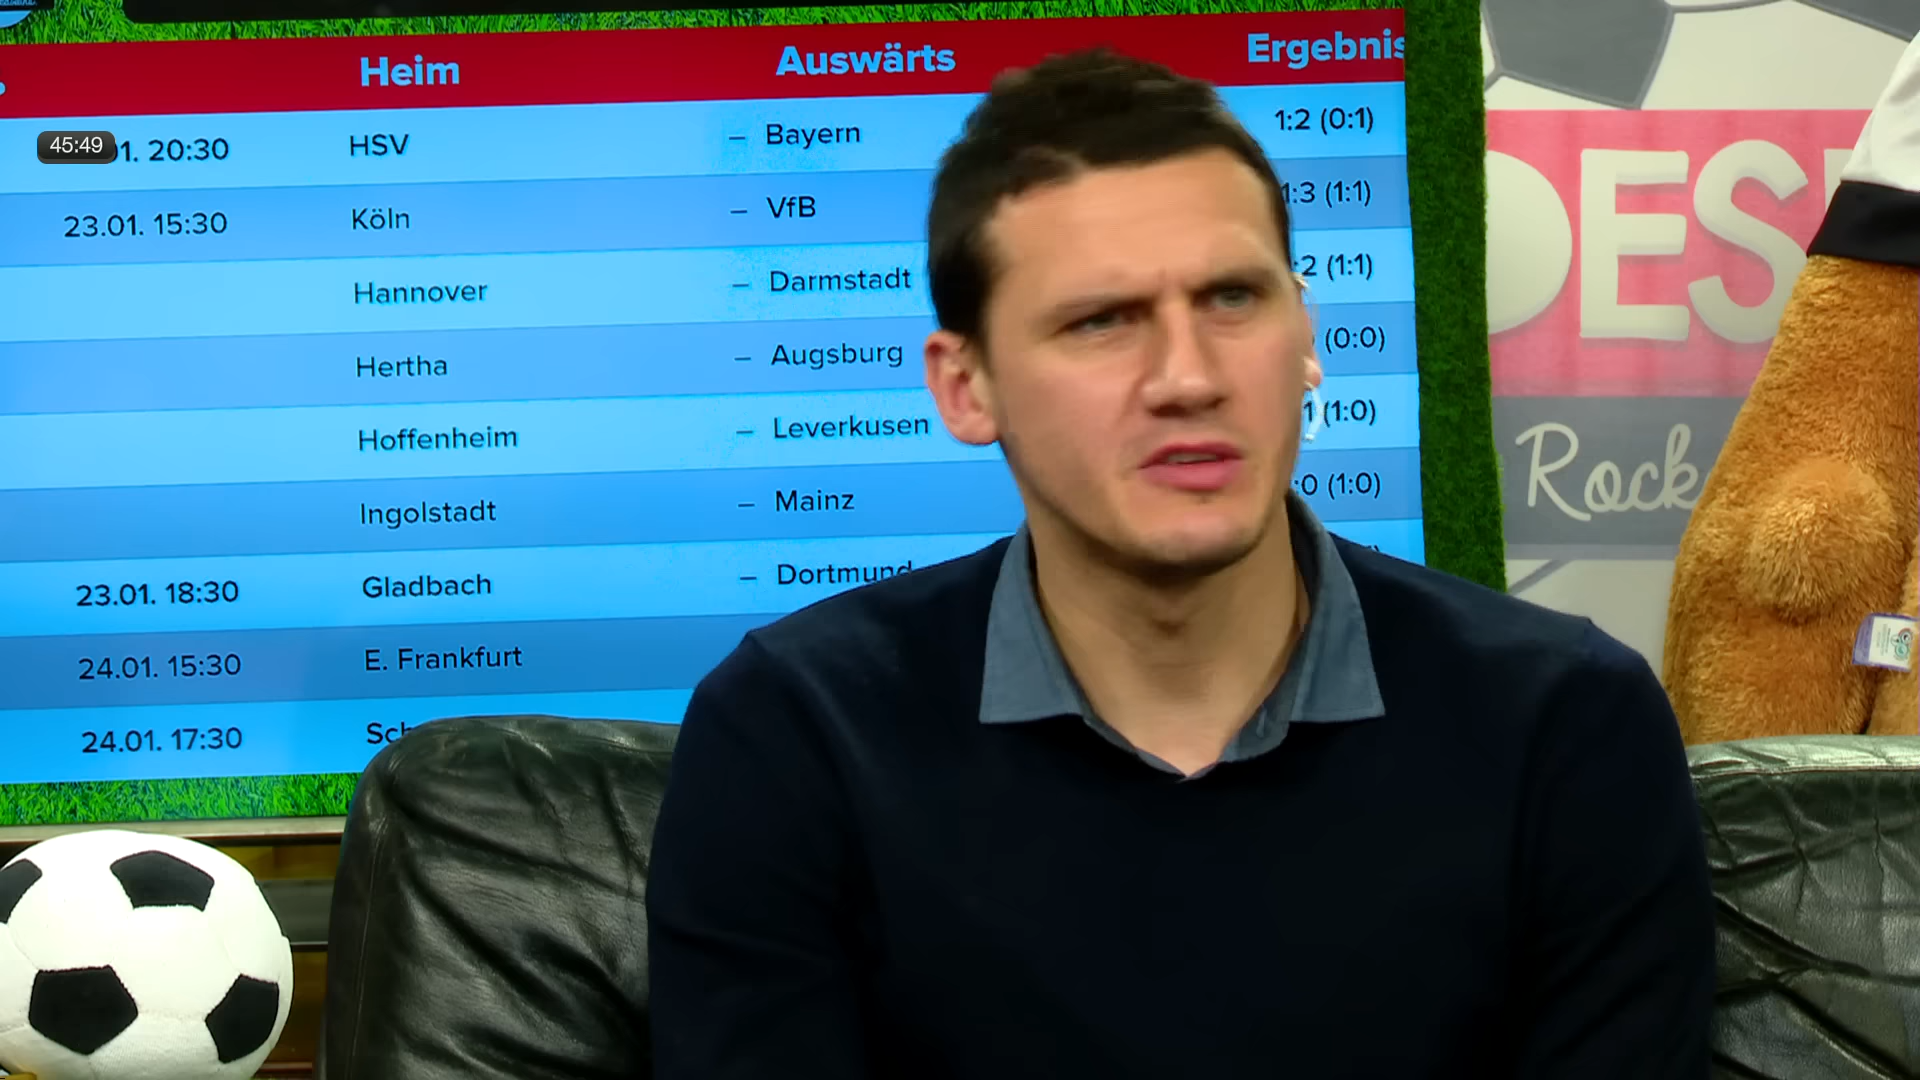 Heim Auswärts Ergebnis
45:49 01. 20:30 HSV – Bayern 1:2 (0:1)
23.01. 15:30 Köln – VfB 1:3 (1:1)
Hannover – Darmstadt :2 (1:1)
Hertha – Augsburg (0:0)
Hoffenheim – Leverkusen 1 (1:0)
Ingolstadt – Mainz :0 (1:0)
23.01. 18:30 Gladbach – Dortmund
24.01. 15:30 E. Frankfurt
24.01. 17:30 Sch
DES
Rock